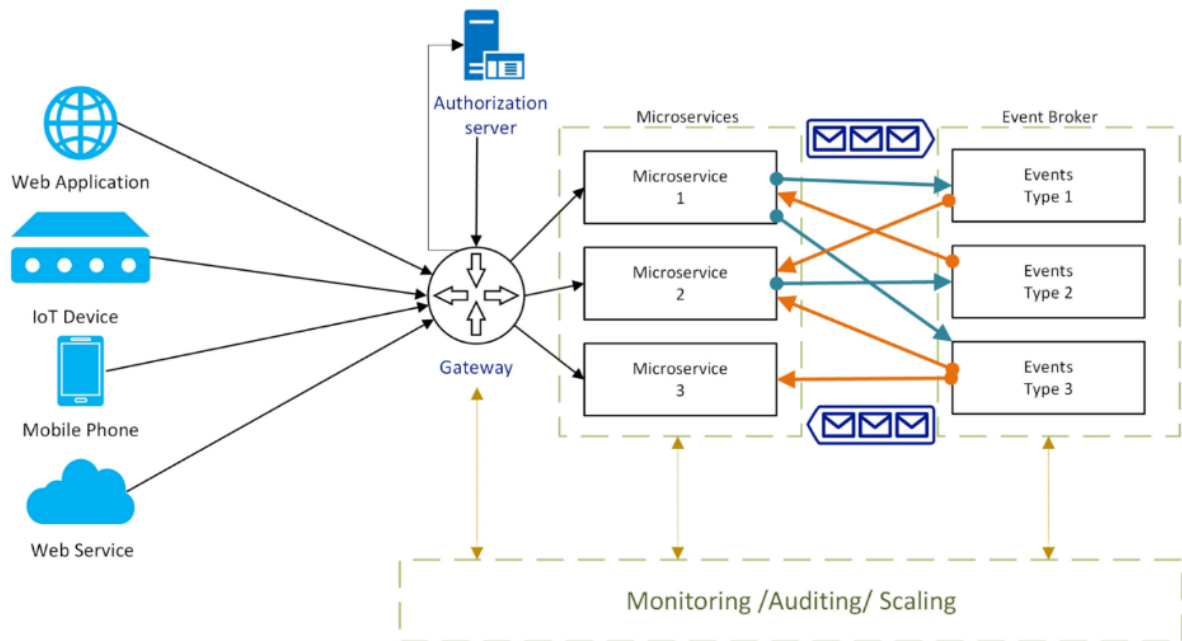 Authorization
server
Web Application
IoT Device
Mobile Phone
Web Service
Gateway
Microservices
Microservice
1
Microservice
2
Microservice
3
Event Broker
Events
Type 1
Events
Type 2
Events
Type 3
Monitoring /Auditing/ Scaling